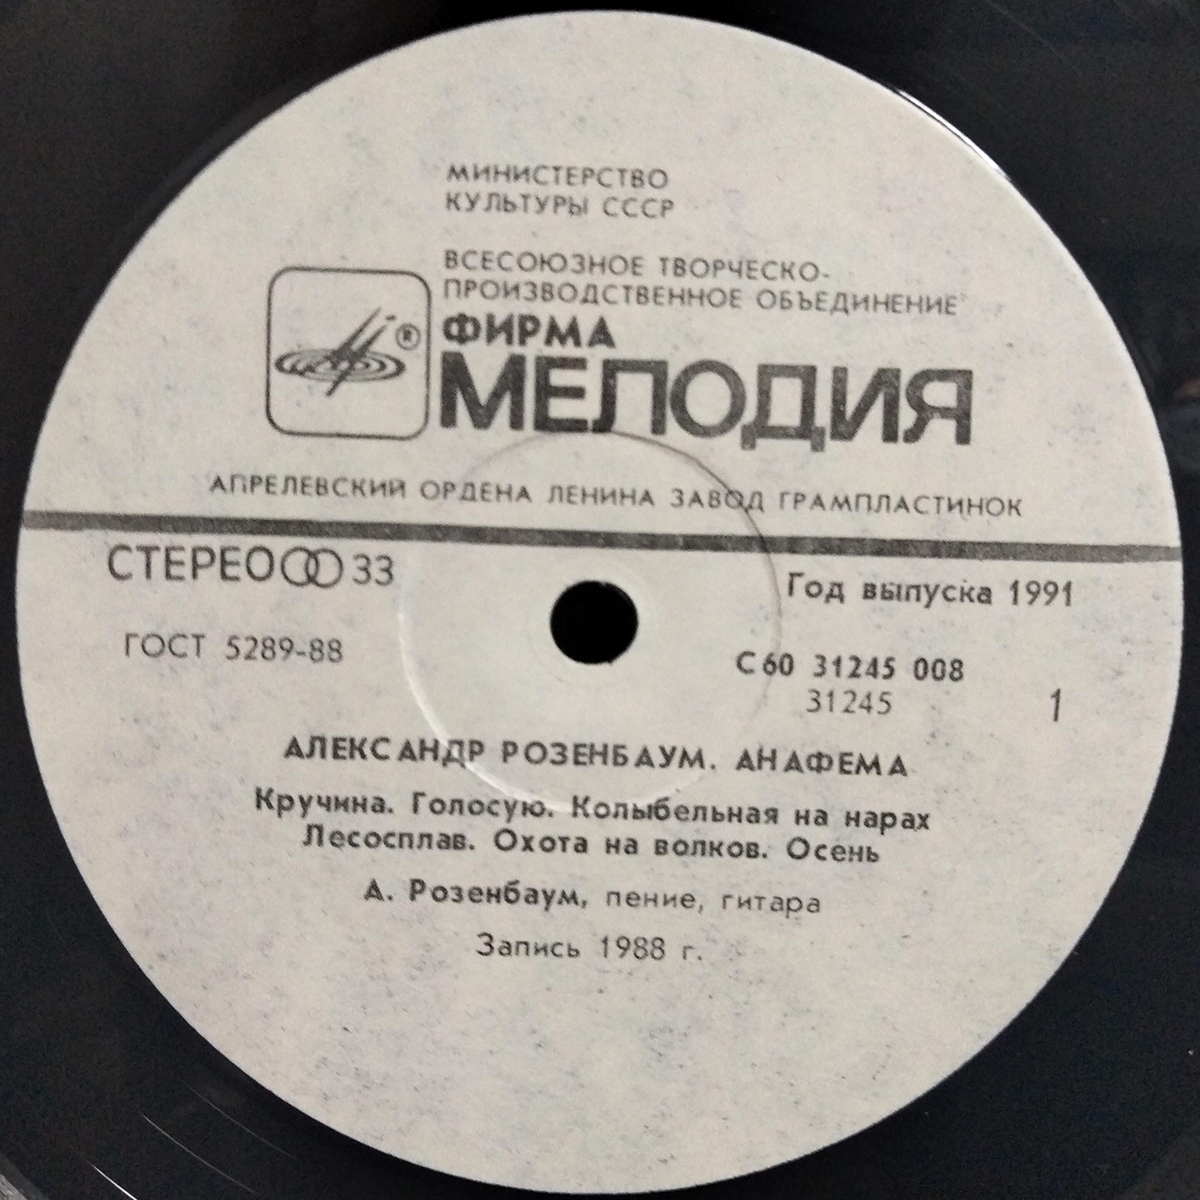 МИНИСТЕРСТВО
КУЛЬТУРЫ СССР
ВСЕСОЮЗНОЕ ТВОРЧЕСКО-
ПРОИЗВОДСТВЕННОЕ ОБЪЕДИНЕНИЕ
ФИРМА
®
МЕЛОДИЯ
АПРЕЛЕВСКИЙ ОРДЕНА ЛЕНИНА ЗАВОД ГРАМПЛАСТИНОК
СТЕРЕО 33
Год выпуска 1991
ГОСТ 5289-88
С60 31245 008
31245
1
АЛЕКСАНДР РОЗЕНБАУМ. АНАФЕМА
Кручина. Голосую. Колыбельная на нарах
Лесосплав. Охота на волков. Осень
А. Розенбаум, пение, гитара
Запись 1988 г.